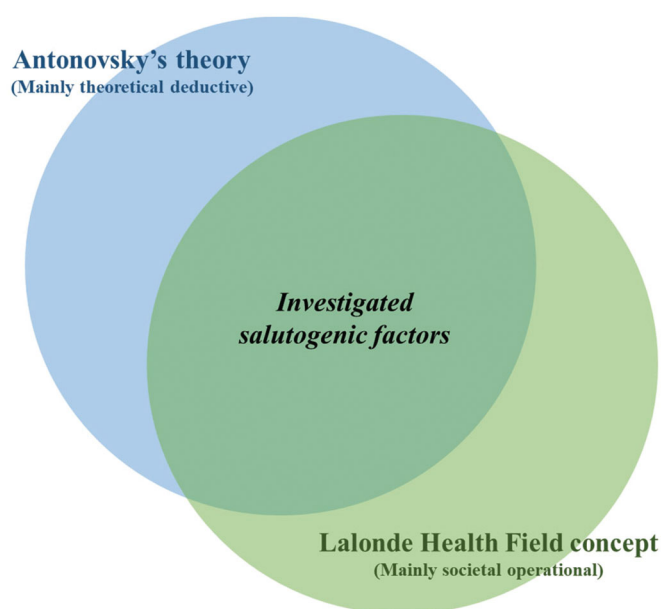 Antonovsky's theory
(Mainly theoretical deductive)
Investigated
salutogenic factors
Lalonde Health Field concept
(Mainly societal operational)